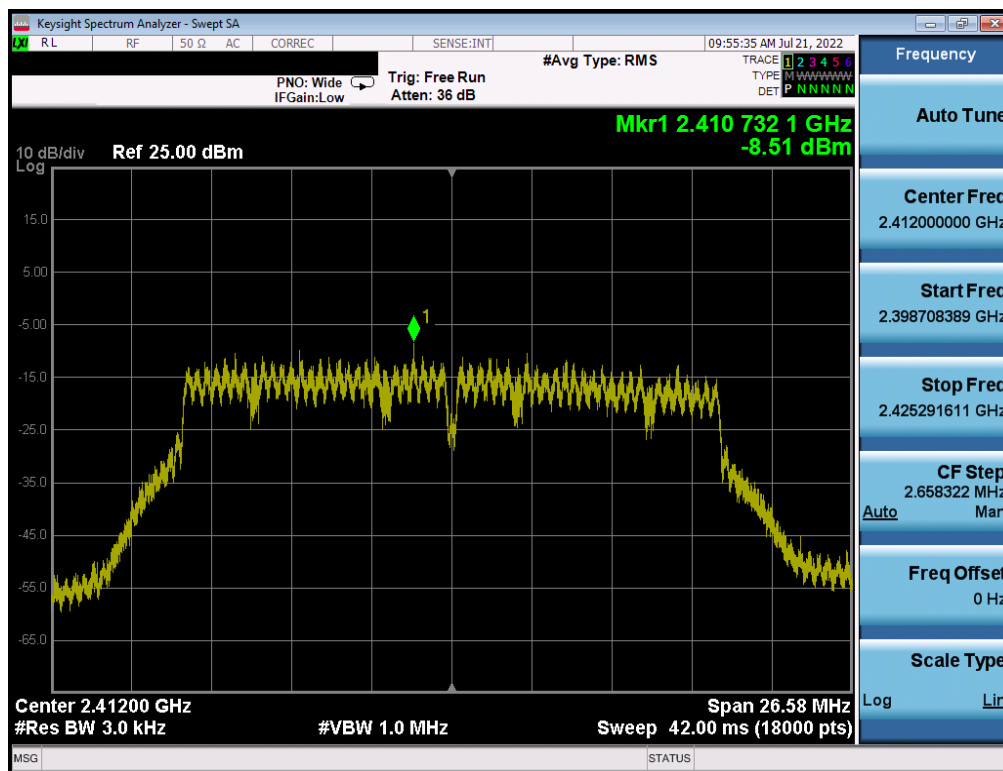 Keysight Spectrum Analyzer - Swept SA
LXI RL RF 50 Ω AC CORREC SENSE:INT 09:55:35 AM Jul 21, 2022
#Avg Type: RMS
TRACE 1 2 3 4 5 6
PNO: Wide Trig: Free Run TYPE M WWWWW
IFGain:Low Atten: 36 dB DET P N N N N N
Mkr1 2.410 732 1 GHz
-8.51 dBm
10 dB/div Ref 25.00 dBm
Log
1
15.0
5.00
-5.00
-15.0
-25.0
-35.0
-45.0
-55.0
-65.0
Center 2.41200 GHz Span 26.58 MHz
#Res BW 3.0 kHz #VBW 1.0 MHz Sweep 42.00 ms (18000 pts)
MSG STATUS
Frequency
Auto Tune
Center Freq
2.412000000 GHz
Start Freq
2.398708389 GHz
Stop Freq
2.425291611 GHz
CF Step
2.658322 MHz
Auto Man
Freq Offset
0 Hz
Scale Type
Log Lin